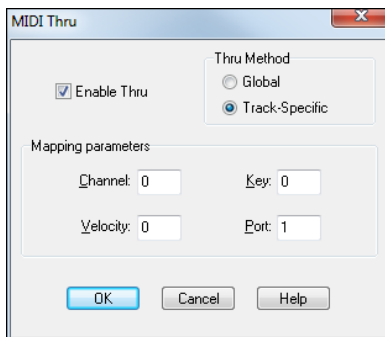 MIDI Thru
Thru Method
Enable Thru
Global
Track-Specific
Mapping parameters
Channel: 0 Key: 0
Velocity: 0 Port: 1
OK Cancel Help